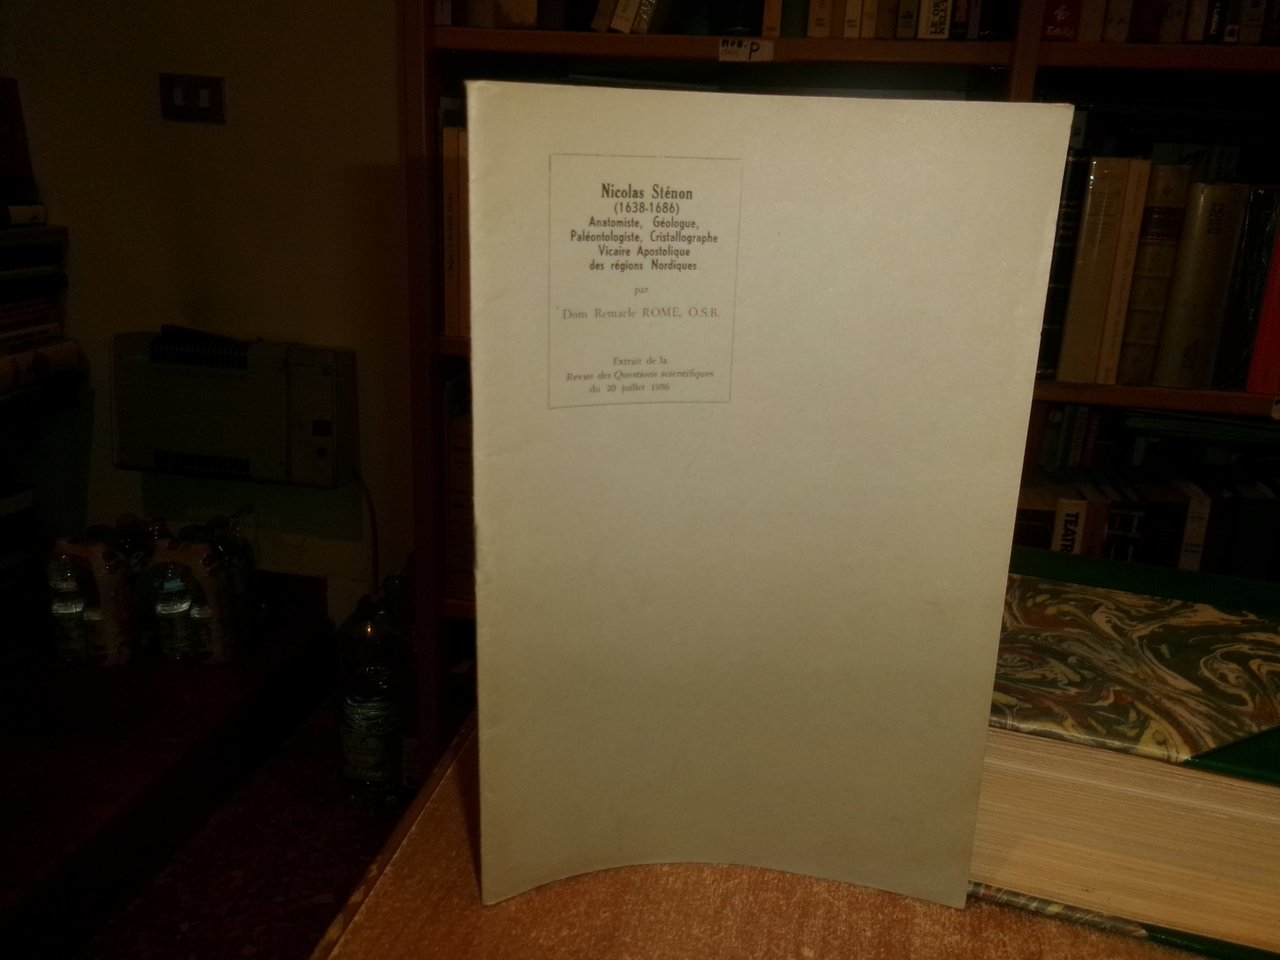 P
Nicolas Sténon
(1638-1686)
Anatomiste, Géologue,
Paléontologiste, Cristallographe
Vicaire Apostolique
des régions Nordiques
par
Dom Remacle ROME, O.S.B.
Extrait de la
Revue des Questions scientifiques
du 20 juillet 1956
TEATR